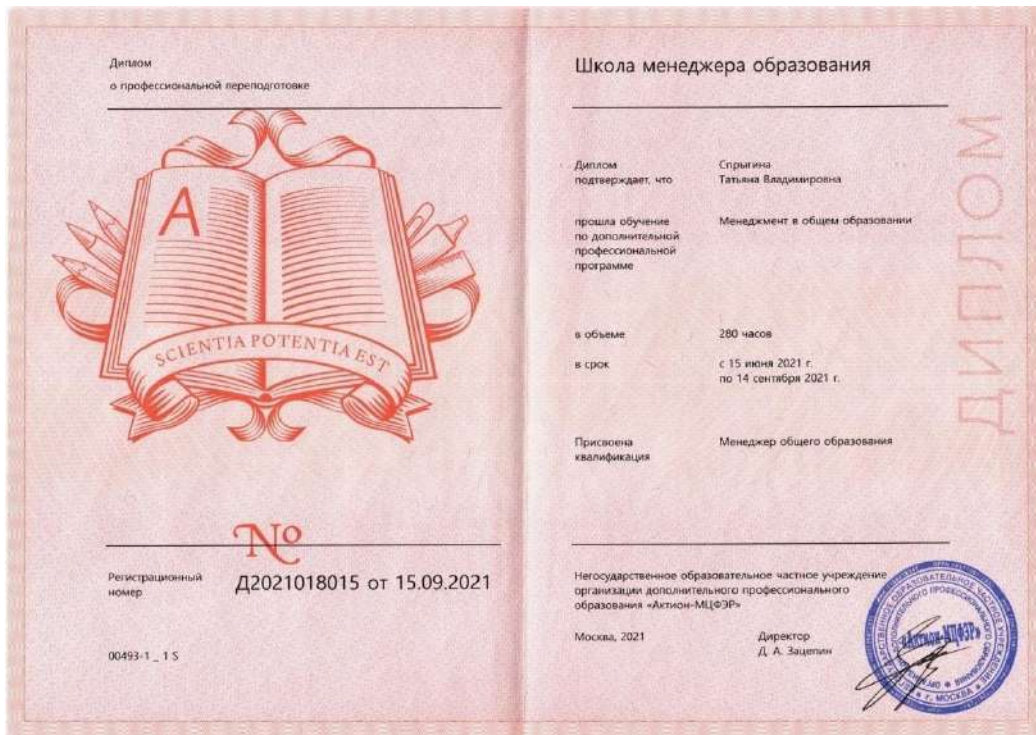 Диплом
о профессиональной переподготовке
A
SCIENTIA POTENTIA EST
№
Регистрационный
номер
Д2021018015 от 15.09.2021
00493-1 _ 1 S
Школа менеджера образования
Диплом
подтверждает, что
Спрыгина
Татьяна Владимировна
прошла обучение
по дополнительной
профессиональной
программе
Менеджмент в общем образовании
в объеме
280 часов
в срок
с 15 июня 2021 г.
по 14 сентября 2021 г.
Присвоена
квалификация
Менеджер общего образования
Негосударственное образовательное частное учреждение
организации дополнительного профессионального
образования «Актион-МЦФЭР»
Москва, 2021
Директор
Д. А. Зацепин
«Актион-МЦФЭР»
г. МОСКВА
ДИПЛОМ